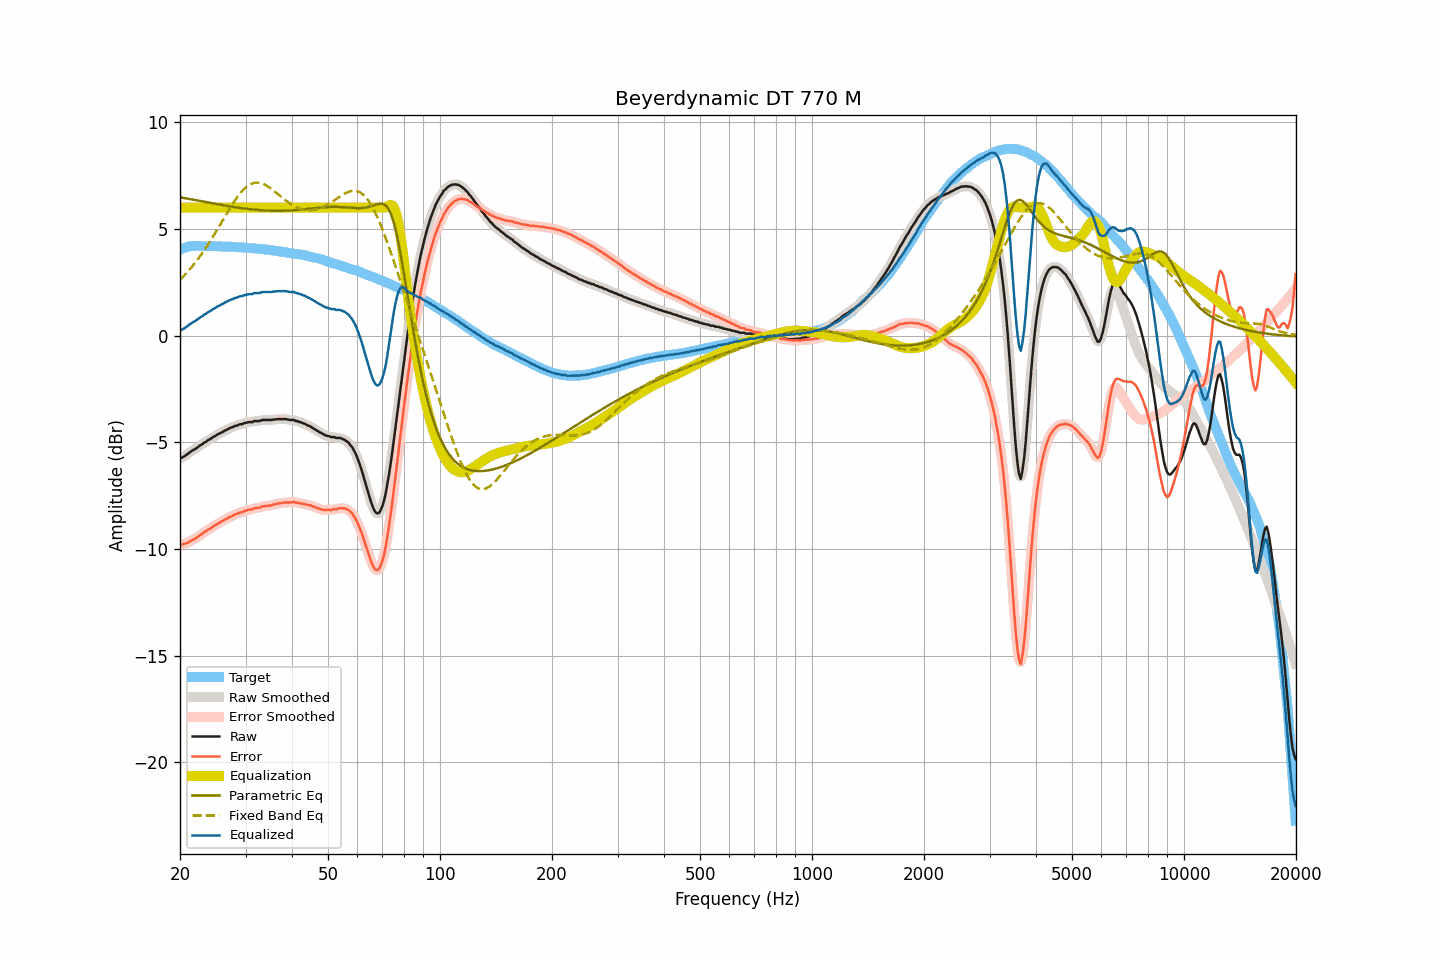 Beyerdynamic DT 770 M
Amplitude (dBr)
10
5
0
−5
−10
−15
−20
Target
Raw Smoothed
Error Smoothed
Raw
Error
Equalization
Parametric Eq
Fixed Band Eq
Equalized
20 50 100 200 500 1000 2000 5000 10000 20000
Frequency (Hz)